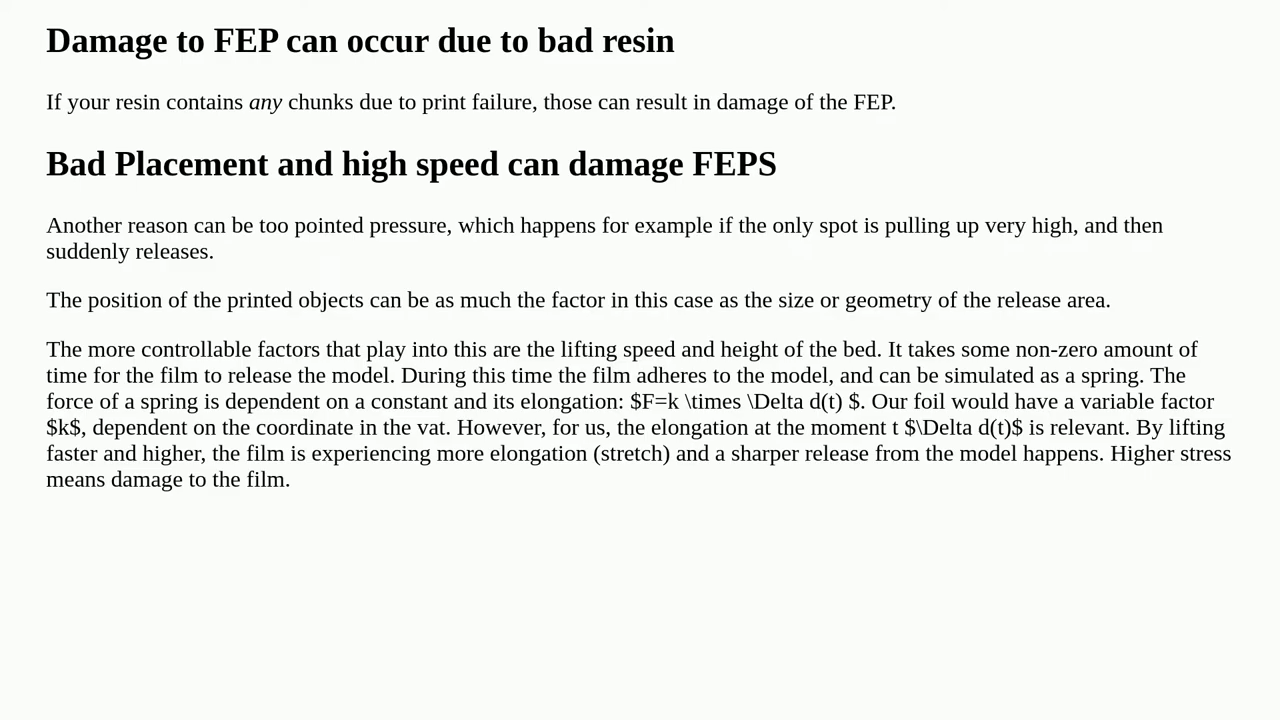 Damage to FEP can occur due to bad resin
If your resin contains any chunks due to print failure, those can result in damage of the FEP.
Bad Placement and high speed can damage FEPS
Another reason can be too pointed pressure, which happens for example if the only spot is pulling up very high, and then
suddenly releases.
The position of the printed objects can be as much the factor in this case as the size or geometry of the release area.
The more controllable factors that play into this are the lifting speed and height of the bed. It takes some non-zero amount of
time for the film to release the model. During this time the film adheres to the model, and can be simulated as a spring. The
force of a spring is dependent on a constant and its elongation: $F=k \times \Delta d(t) $. Our foil would have a variable factor
$k$, dependent on the coordinate in the vat. However, for us, the elongation at the moment t $\Delta d(t)$ is relevant. By lifting
faster and higher, the film is experiencing more elongation (stretch) and a sharper release from the model happens. Higher stress
means damage to the film.